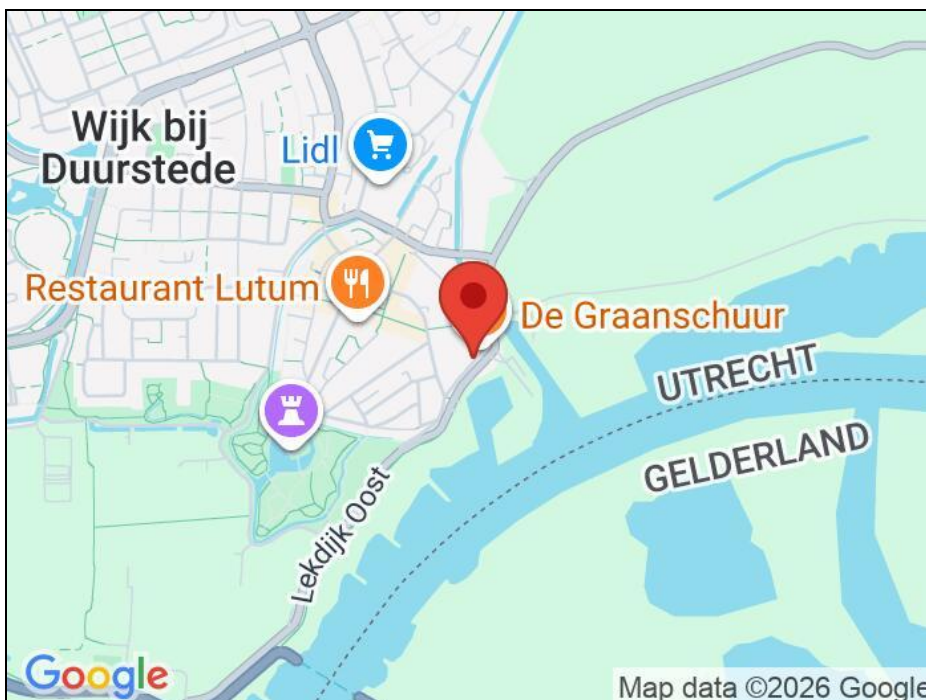 Wijk bij
Duurstede
Lidl
Restaurant Lutum
De Graanschuur
UTRECHT
GELDERLAND
Lekdijk Oost
Google
Map data ©2026 Google